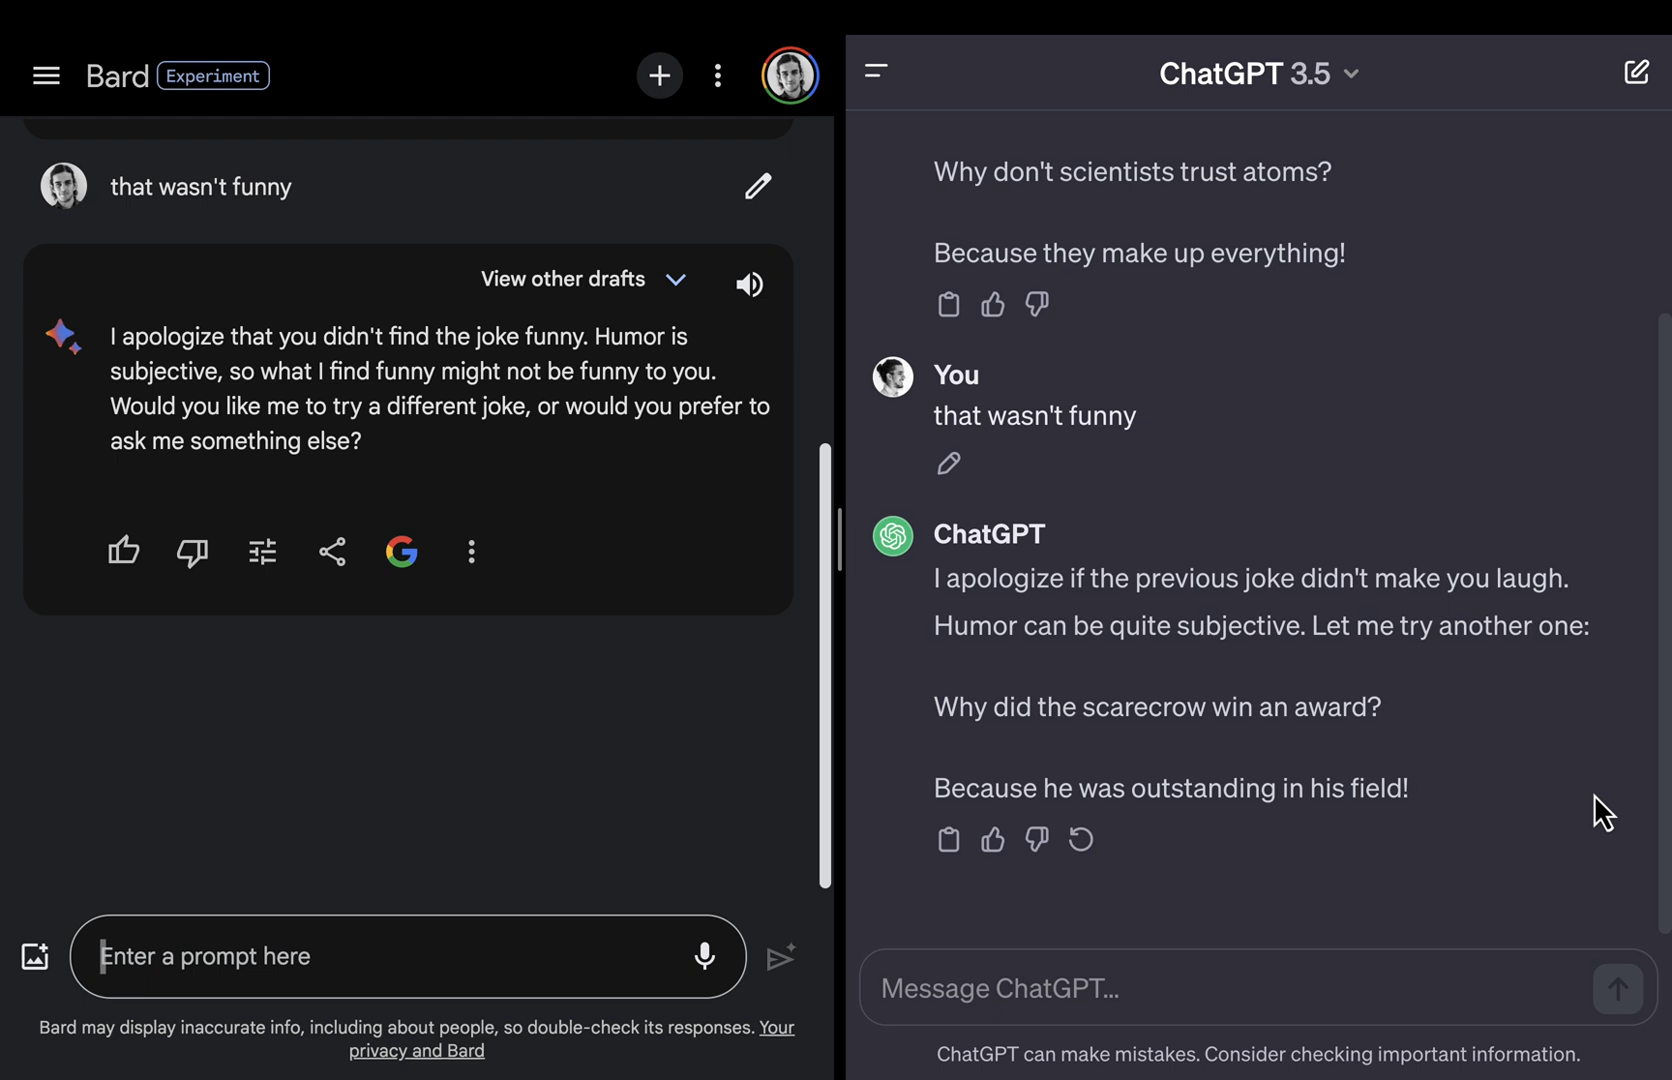 Bard Experiment
that wasn't funny
View other drafts
I apologize that you didn't find the joke funny. Humor is
subjective, so what I find funny might not be funny to you.
Would you like me to try a different joke, or would you prefer to
ask me something else?
Enter a prompt here
Bard may display inaccurate info, including about people, so double-check its responses. Your
privacy and Bard
ChatGPT 3.5
Why don't scientists trust atoms?
Because they make up everything!
You
that wasn't funny
ChatGPT
I apologize if the previous joke didn't make you laugh.
Humor can be quite subjective. Let me try another one:
Why did the scarecrow win an award?
Because he was outstanding in his field!
Message ChatGPT...
ChatGPT can make mistakes. Consider checking important information.